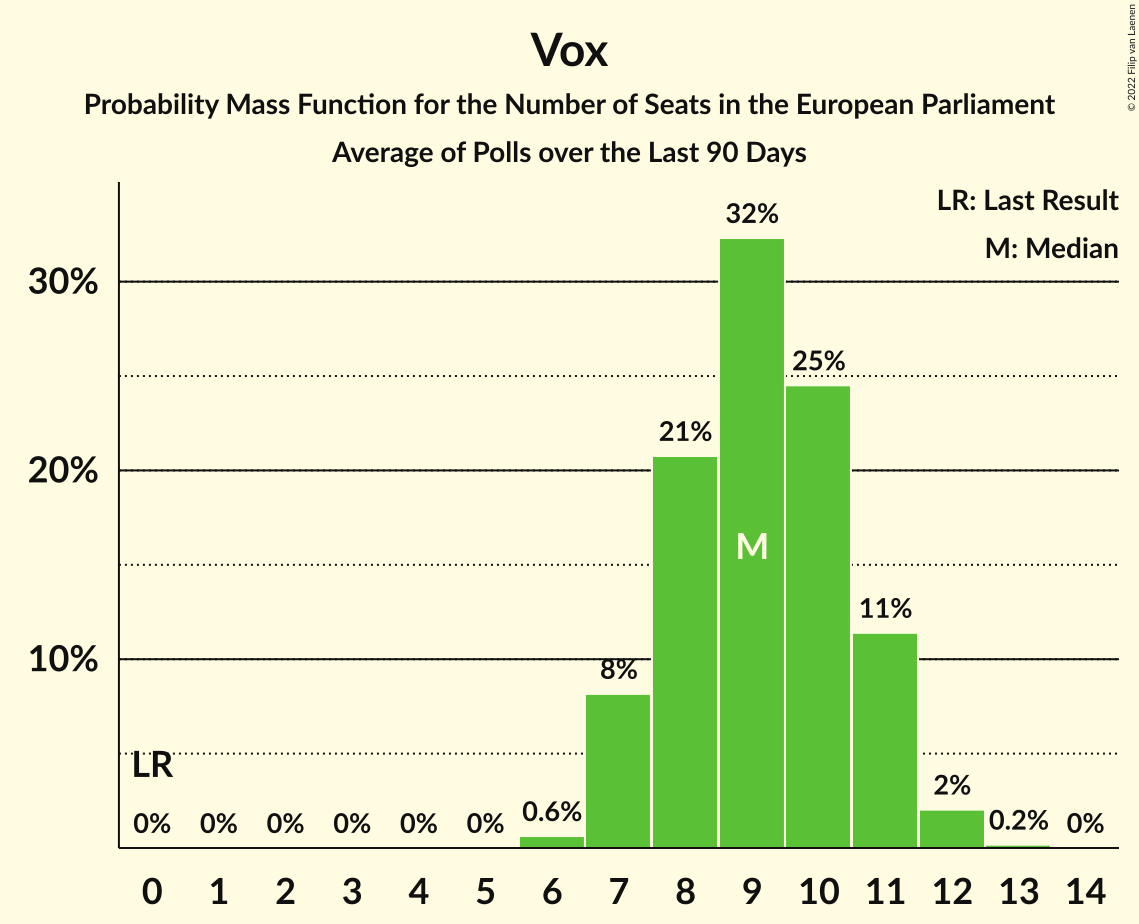 Vox
Probability Mass Function for the Number of Seats in the European Parliament
Average of Polls over the Last 90 Days
© 2022 Filip van Laenen
LR: Last Result
M: Median
32%
30%
25%
21%
20%
M
11%
10%
8%
LR
0% 0% 0% 0% 0% 0% 0.6% 2% 0.2% 0%
0 1 2 3 4 5 6 7 8 9 10 11 12 13 14